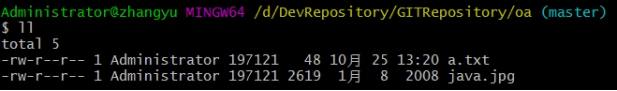 Administrator@zhangyu MINGW64 /d/DevRepository/GITRepository/oa (master)
$ ll
total 5
-rw-r--r-- 1 Administrator 197121   48 10月 25 13:20 a.txt
-rw-r--r-- 1 Administrator 197121 2619  1月  8  2008 java.jpg